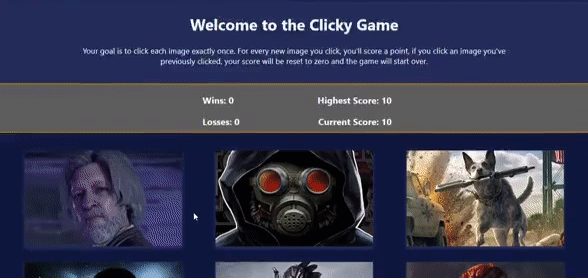 Welcome to the Clicky Game
Your goal is to click each image exactly once. For every new image you click, you'll score a point, if you click an image you've
previously clicked, your score will be reset to zero and the game will start over.
Wins: 0 Highest Score: 10
Losses: 0 Current Score: 10